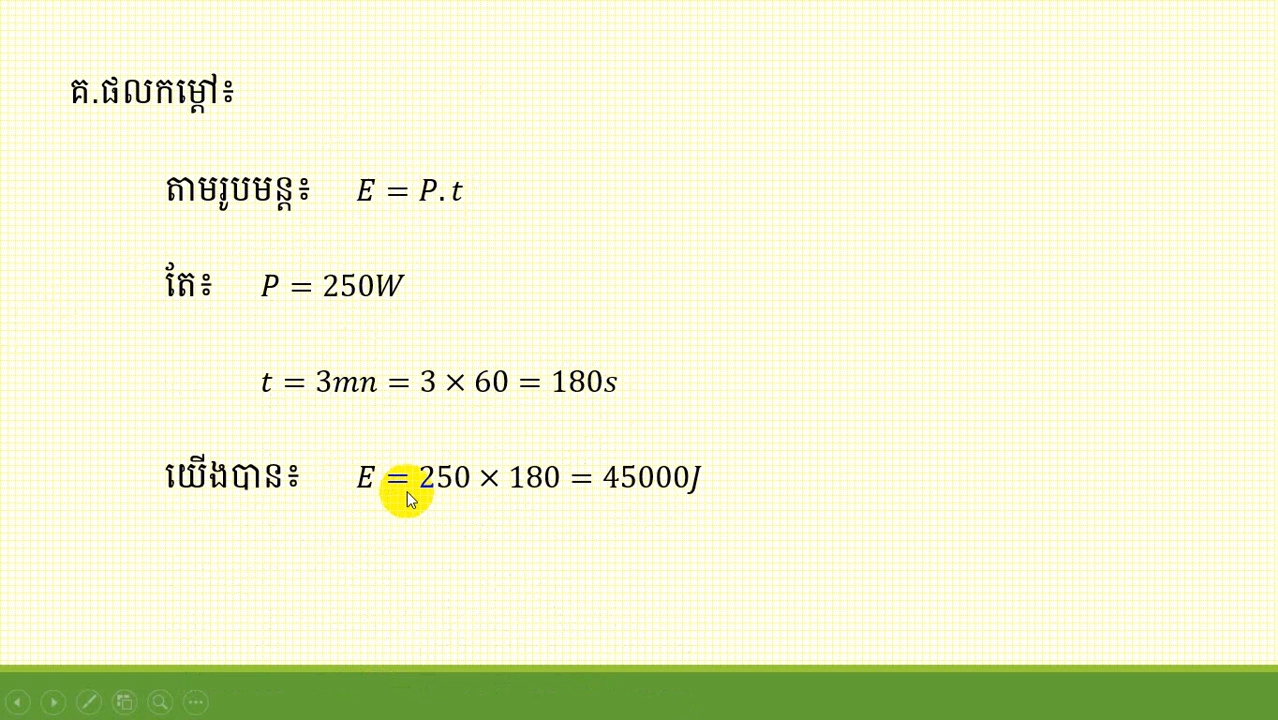 គ.ផលកម្ដៅ៖
តាមរូបមន្ត៖ E = P.t
តែ៖ P = 250W
t = 3mn = 3 × 60 = 180s
យើងបាន៖ E = 250 × 180 = 45000J